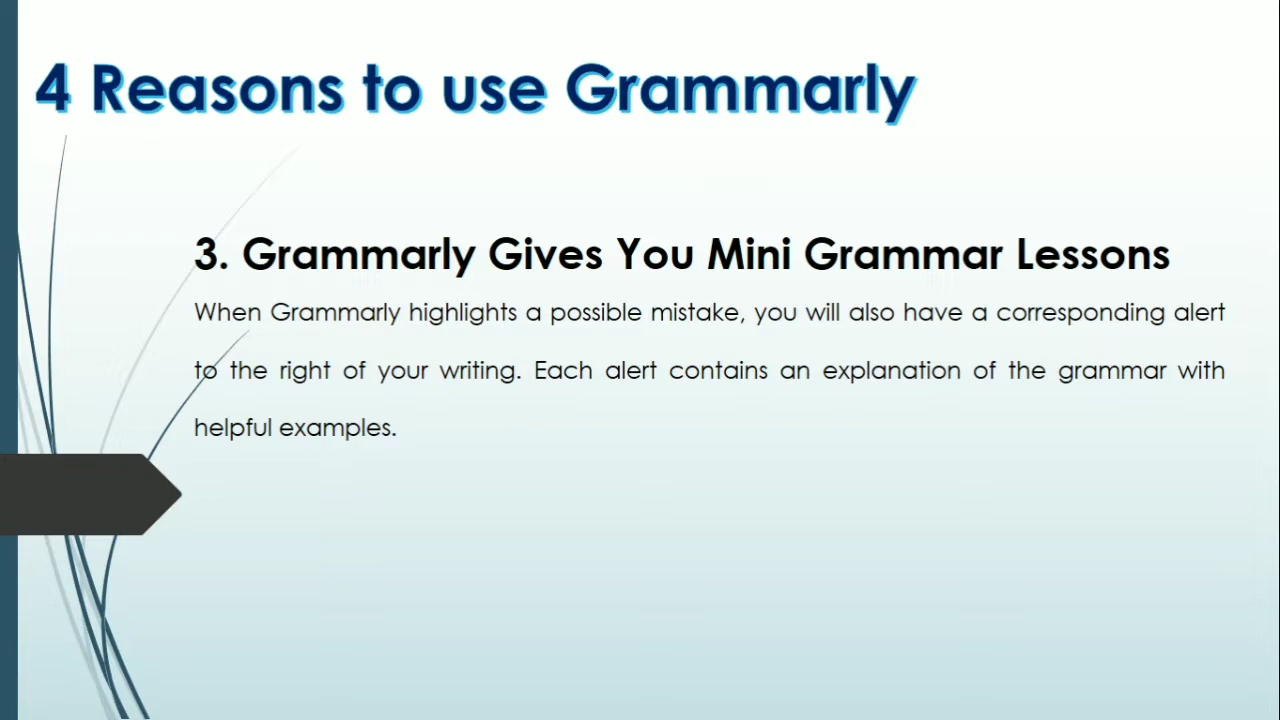 4 Reasons to use Grammarly
3. Grammarly Gives You Mini Grammar Lessons
When Grammarly highlights a possible mistake, you will also have a corresponding alert
to the right of your writing. Each alert contains an explanation of the grammar with
helpful examples.